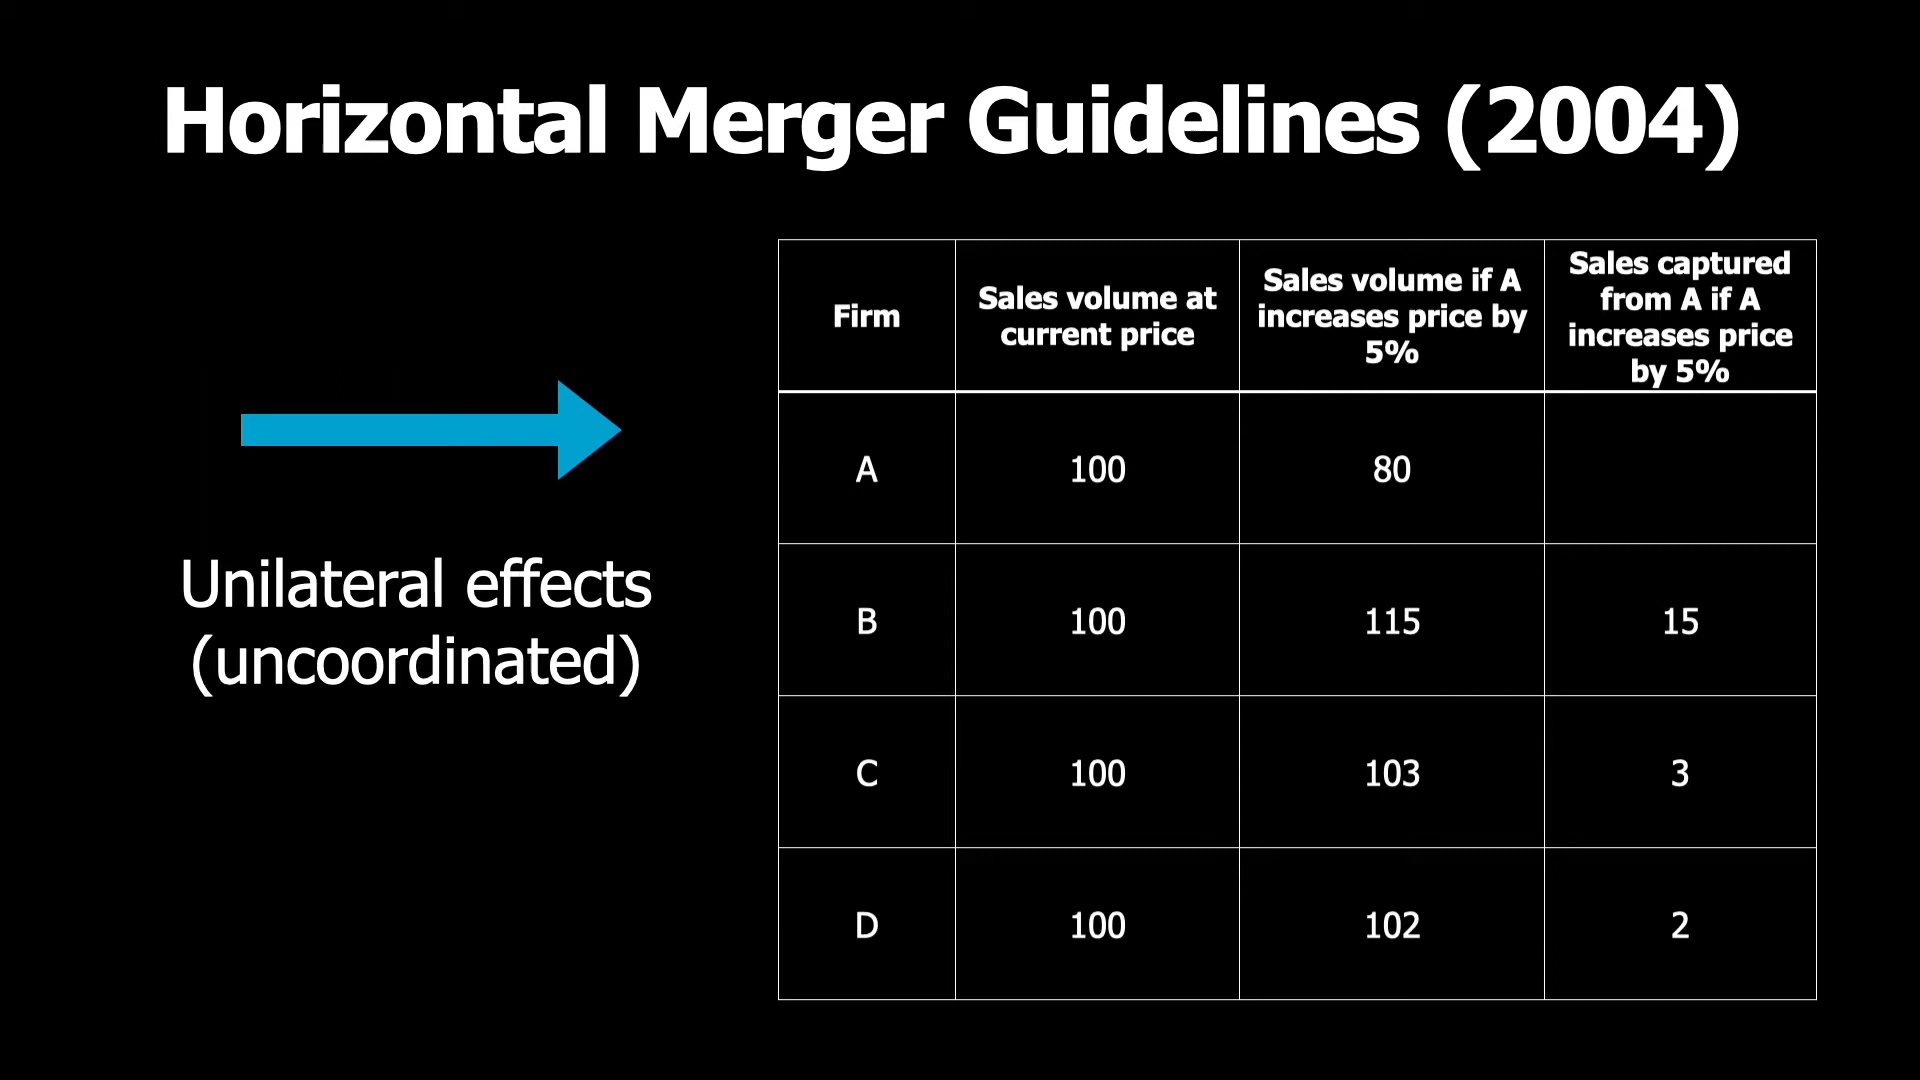 Horizontal Merger Guidelines (2004)
Unilateral effects
(uncoordinated)
Firm
Sales volume at
current price
Sales volume if A
increases price by
5%
Sales captured
from A if A
increases price
by 5%
A
100
80
B
100
115
15
C
100
103
3
D
100
102
2